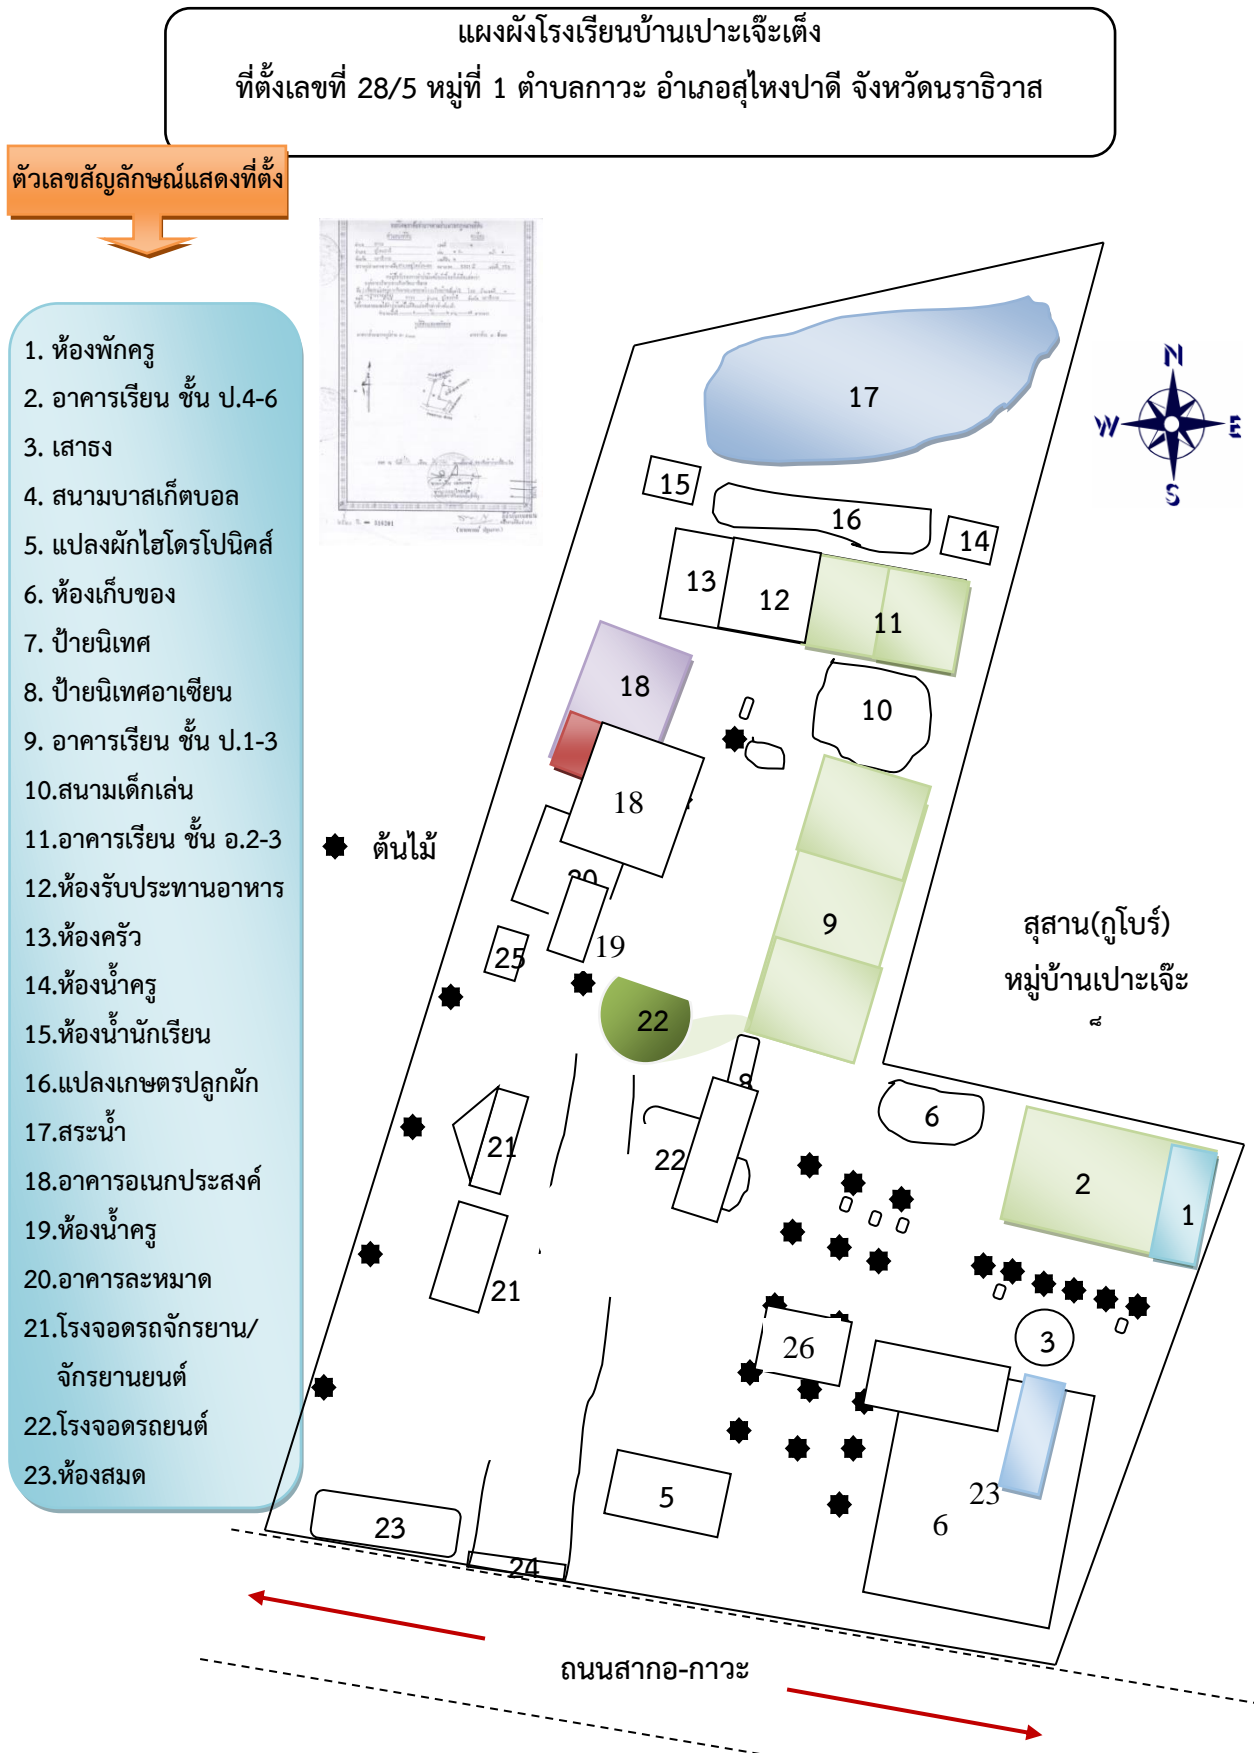 แผงผังโรงเรียนบ้านเปาะเจ๊ะเต็ง
ที่ตั้งเลขที่ 28/5 หมู่ที่ 1 ตำบลกาวะ อำเภอสุไหงปาดี จังหวัดนราธิวาส
ตัวเลขสัญลักษณ์แสดงที่ตั้ง
1. ห้องพักครู
2. อาคารเรียน ชั้น ป.4-6
3. เสาธง
4. สนามบาสเก็ตบอล
5. แปลงผักไฮโดรโปนิคส์
6. ห้องเก็บของ
7. ป้ายนิเทศ
8. ป้ายนิเทศอาเซียน
9. อาคารเรียน ชั้น ป.1-3
10.สนามเด็กเล่น
11.อาคารเรียน ชั้น อ.2-3
12.ห้องรับประทานอาหาร
13.ห้องครัว
14.ห้องน้ำครู
15.ห้องน้ำนักเรียน
16.แปลงเกษตรปลูกผัก
17.สระน้ำ
18.อาคารอเนกประสงค์
19.ห้องน้ำครู
20.อาคารละหมาด
21.โรงจอดรถจักรยาน/
จักรยานยนต์
22.โรงจอดรถยนต์
23.ห้องสมด
N
W
E
S
17
15
16
14
13
12
11
18
10
18
ต้นไม้
20
9
19
25
สุสาน(กูโบร์)
หมู่บ้านเปาะเจ๊ะ
22
8
6
21
22
2
1
21
3
26
5
23
6
23
24
ถนนสากอ-กาวะ